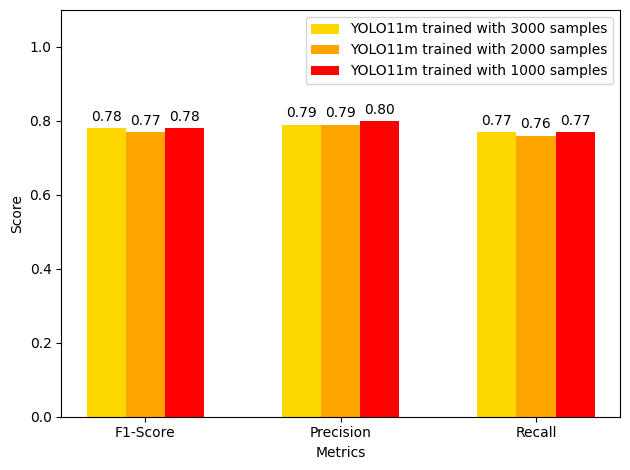 YOLO11m trained with 3000 samples
YOLO11m trained with 2000 samples
YOLO11m trained with 1000 samples
1.0
0.8
0.6
0.4
0.2
0.0
Score
0.78 0.77 0.78
0.79 0.79 0.80
0.77 0.76 0.77
F1-Score Precision Recall
Metrics